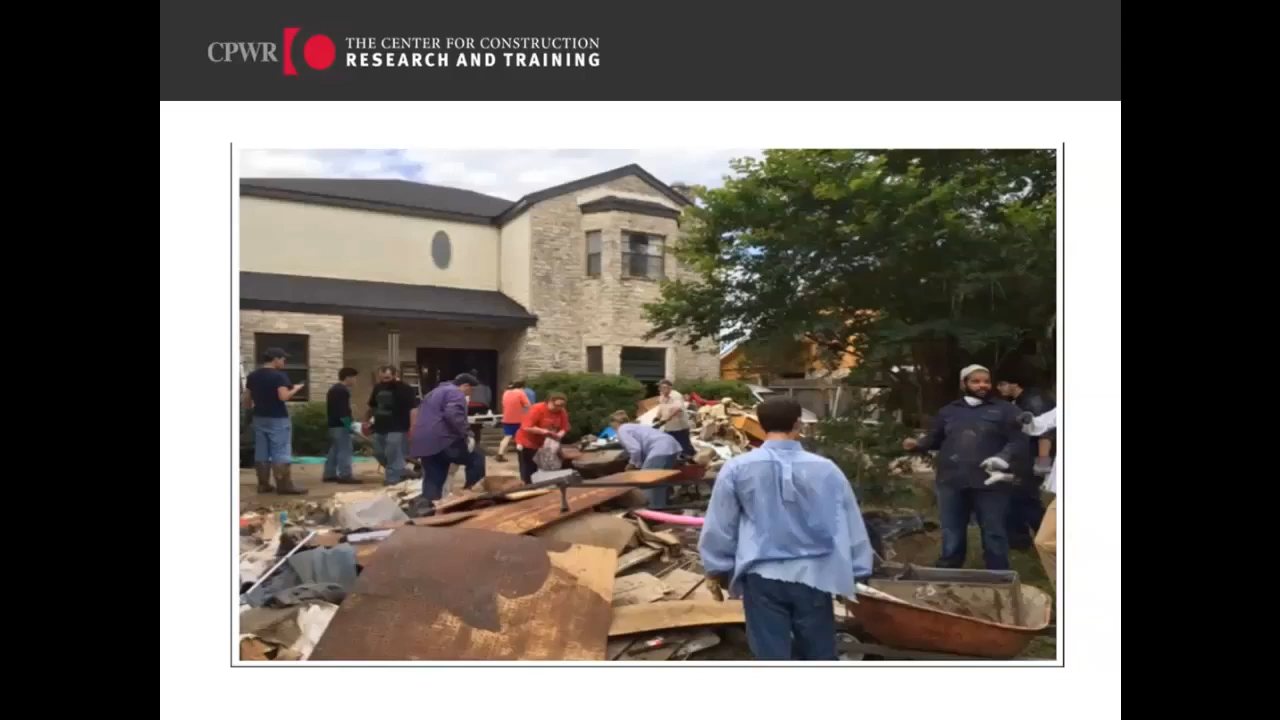 CPWR
THE CENTER FOR CONSTRUCTION
RESEARCH AND TRAINING